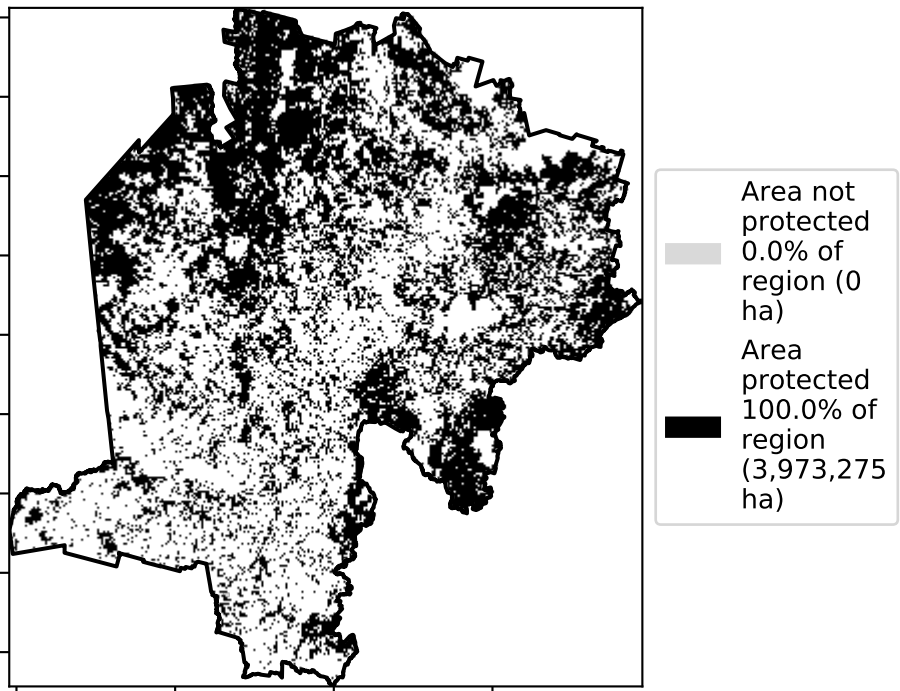 Area not
protected
0.0% of
region (0
ha)
Area
protected
100.0% of
region
(3,973,275
ha)